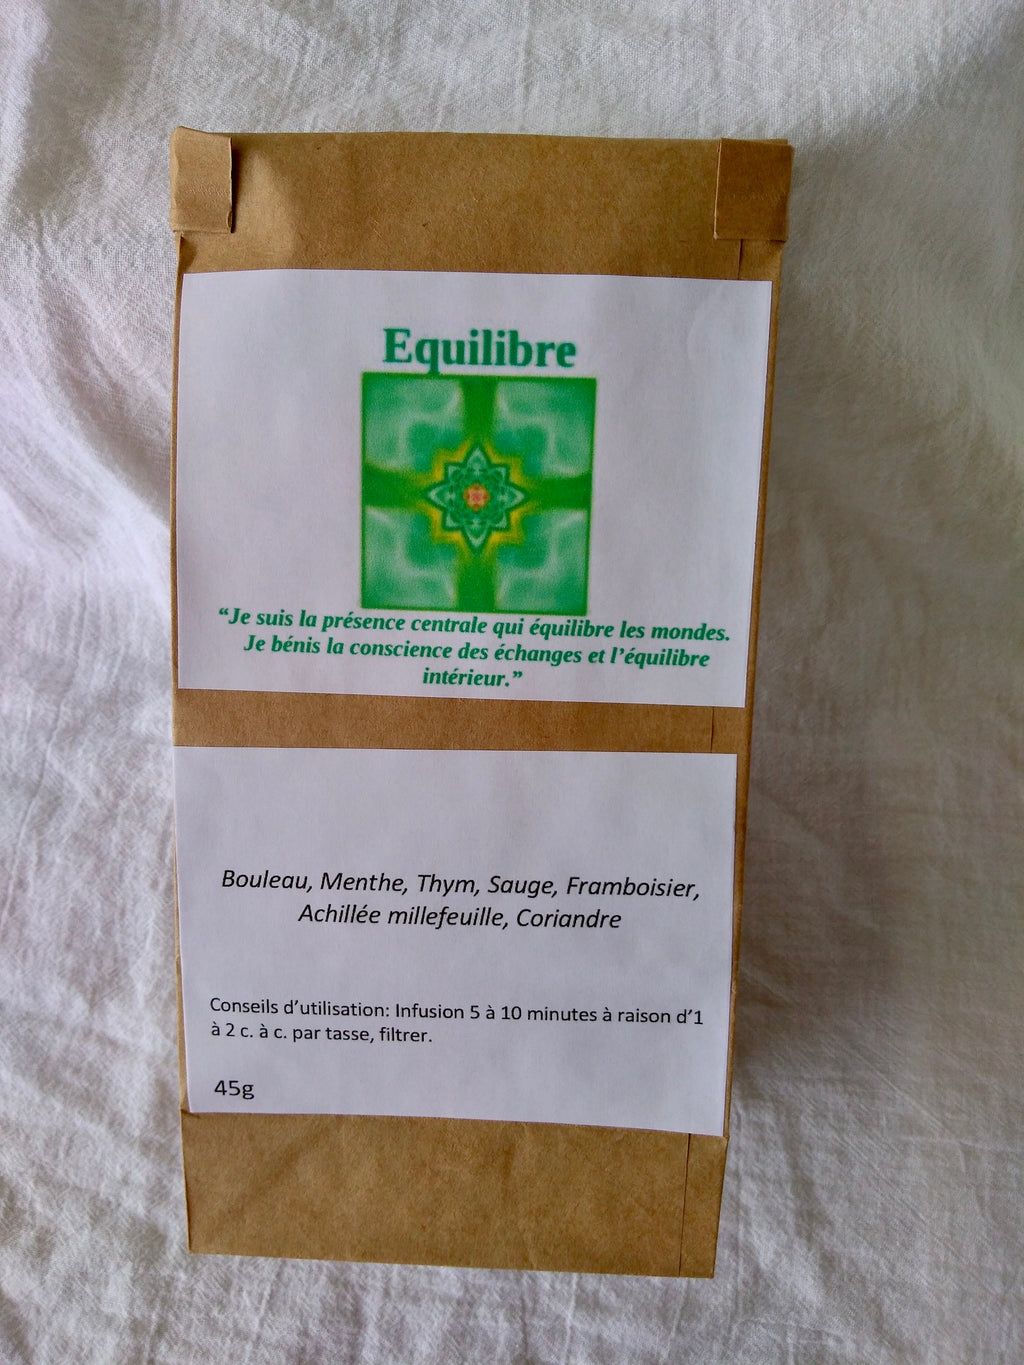 Equilibre
“Je suis la présence centrale qui équilibre les mondes.
Je bénis la conscience des échanges et l’équilibre
intérieur.”
Bouleau, Menthe, Thym, Sauge, Framboisier,
Achillée millefeuille, Coriandre
Conseils d’utilisation: Infusion 5 à 10 minutes à raison d’1
à 2 c. à c. par tasse, filtrer.
45g